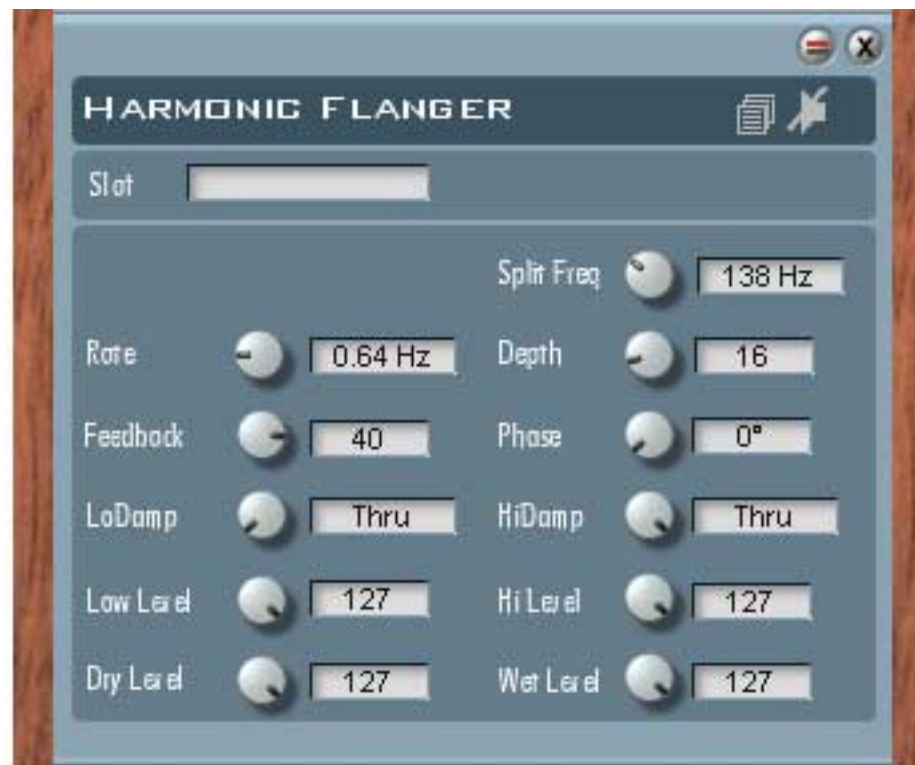 HARMONIC FLANGER
Slot
Split Freq 138 Hz
Rate 0.64 Hz Depth 16
Feedback 40 Phase 0°
LoDamp Thru HiDamp Thru
Low Level 127 Hi Level 127
Dry Level 127 Wet Level 127